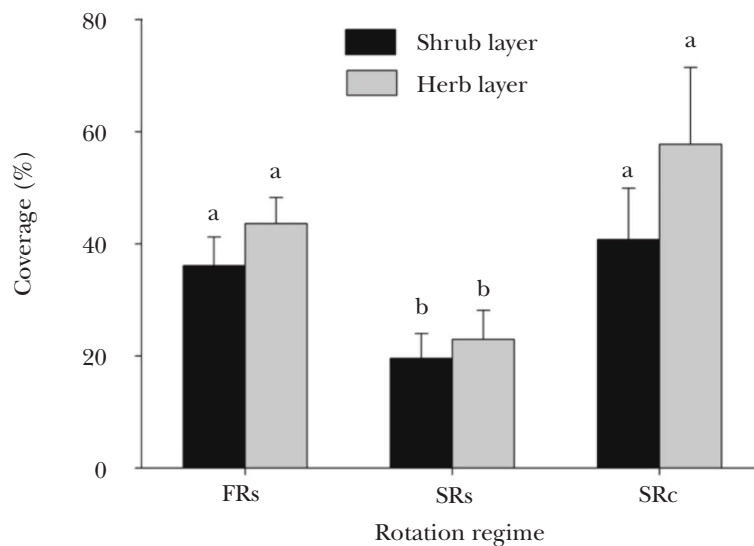 80
60
40
20
0
Coverage (%)
Shrub layer
Herb layer
a
a
b
b
a
a
FRs
SRs
SRc
Rotation regime